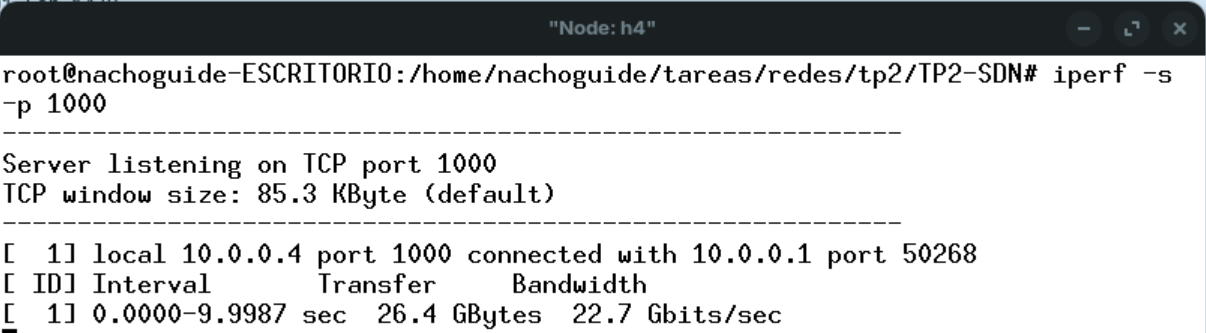 "Node: h4"
root@nachoguide-ESCRITORIO:/home/nachoguide/tareas/redes/tp2/TP2-SDN# iperf -s
-p 1000
------------------------------------------------------------
Server listening on TCP port 1000
TCP window size: 85.3 KByte (default)
------------------------------------------------------------
[  1] local 10.0.0.4 port 1000 connected with 10.0.0.1 port 50268
[ ID] Interval       Transfer     Bandwidth
[  1] 0.0000-9.9987 sec  26.4 GBytes  22.7 Gbits/sec